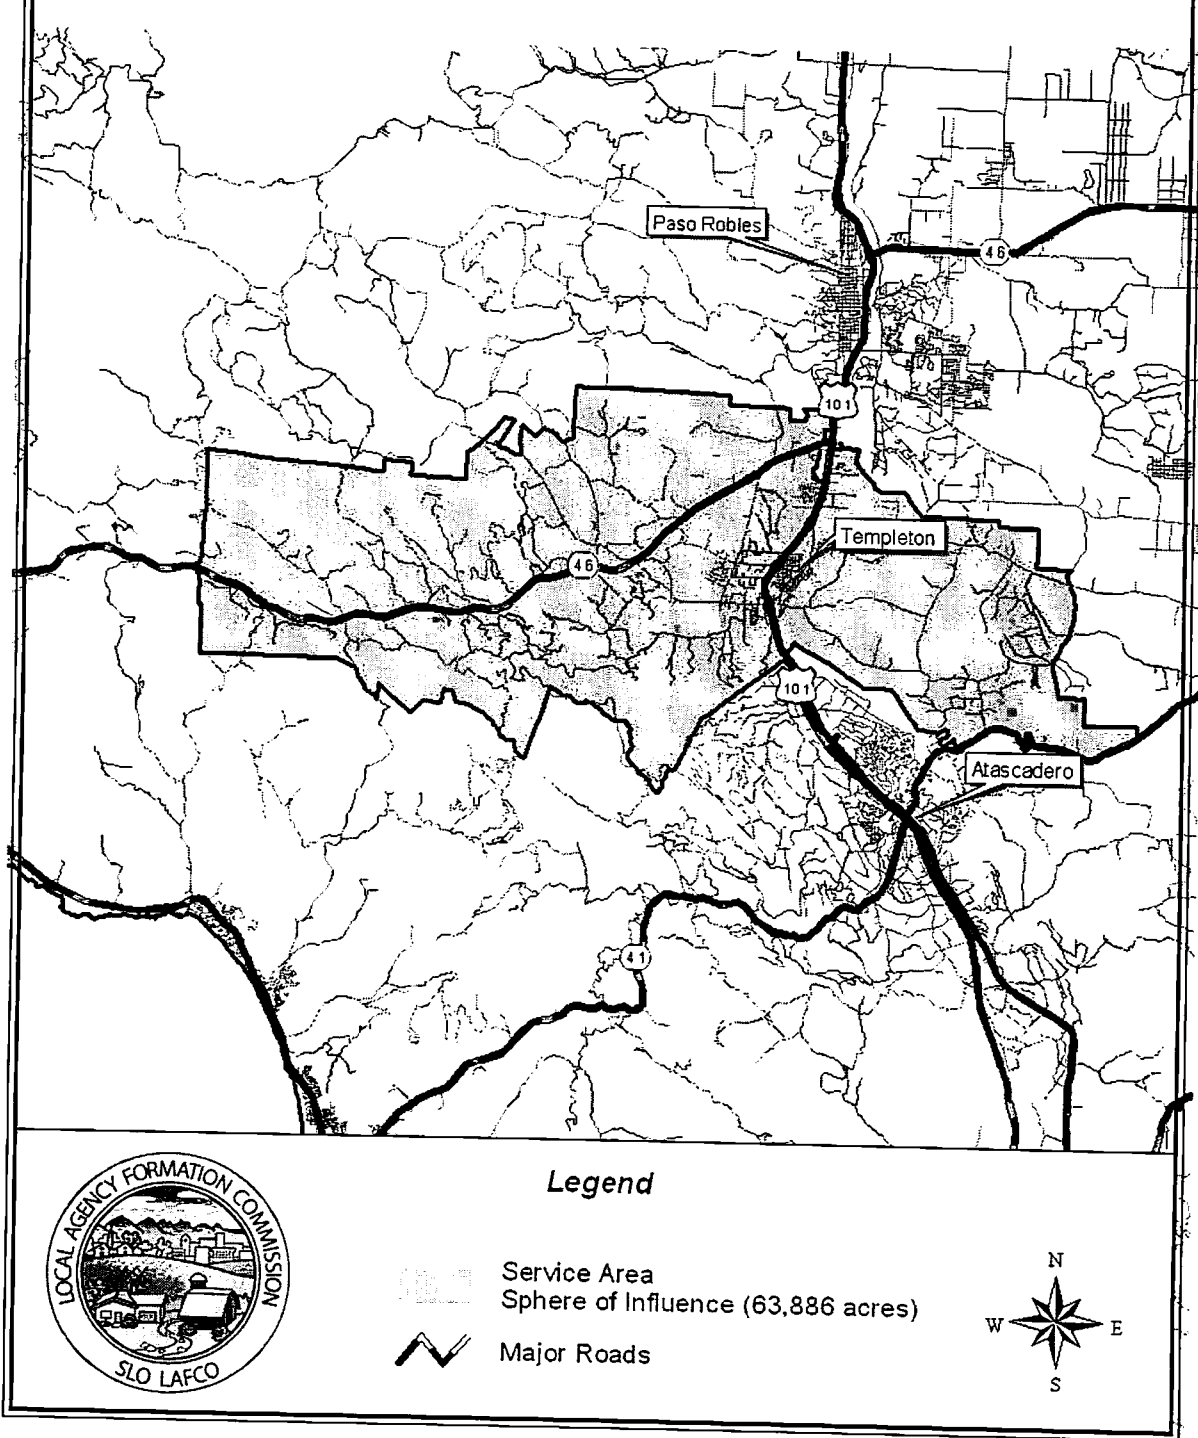 Paso Robles
46
101
Templeton
46
101
Atascadero
41
Legend
LOCAL AGENCY FORMATION COMMISSION
SLO LAFCO
Service Area
Sphere of Influence (63,886 acres)
Major Roads
N
W E
S